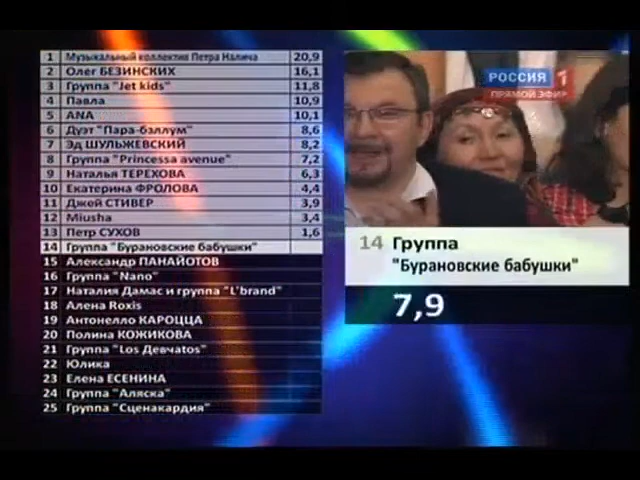 1 Музыкальный коллектив Петра Налича 20,9
2 Олег БЕЗИНСКИХ 16,1
3 Группа "Jet kids" 11,8
4 Павла 10,9
5 ANA 10,1
6 Дуэт "Пара-бэллум" 8,6
7 Эд ШУЛЬЖЕВСКИЙ 8,2
8 Группа "Princessa avenue" 7,2
9 Наталья ТЕРЕХОВА 6,3
10 Екатерина ФРОЛОВА 4,4
11 Джей СТИВЕР 3,9
12 Miusha 3,4
13 Петр СУХОВ 1,6
14 Группа "Бурановские бабушки"
15 Александр ПАНАЙОТОВ
16 Группа "Nano"
17 Наталия Дамас и группа "L'brand"
18 Алена Roxis
19 Антонелло КАРОЦЦА
20 Полина КОЖИКОВА
21 Группа "Los Девчатоs"
22 Юлика
23 Елена ЕСЕНИНА
24 Группа "Аляска"
25 Группа "Сценакардия"
РОССИЯ 1
ПРЯМОЙ ЭФИР
14 Группа
"Бурановские бабушки"
7,9